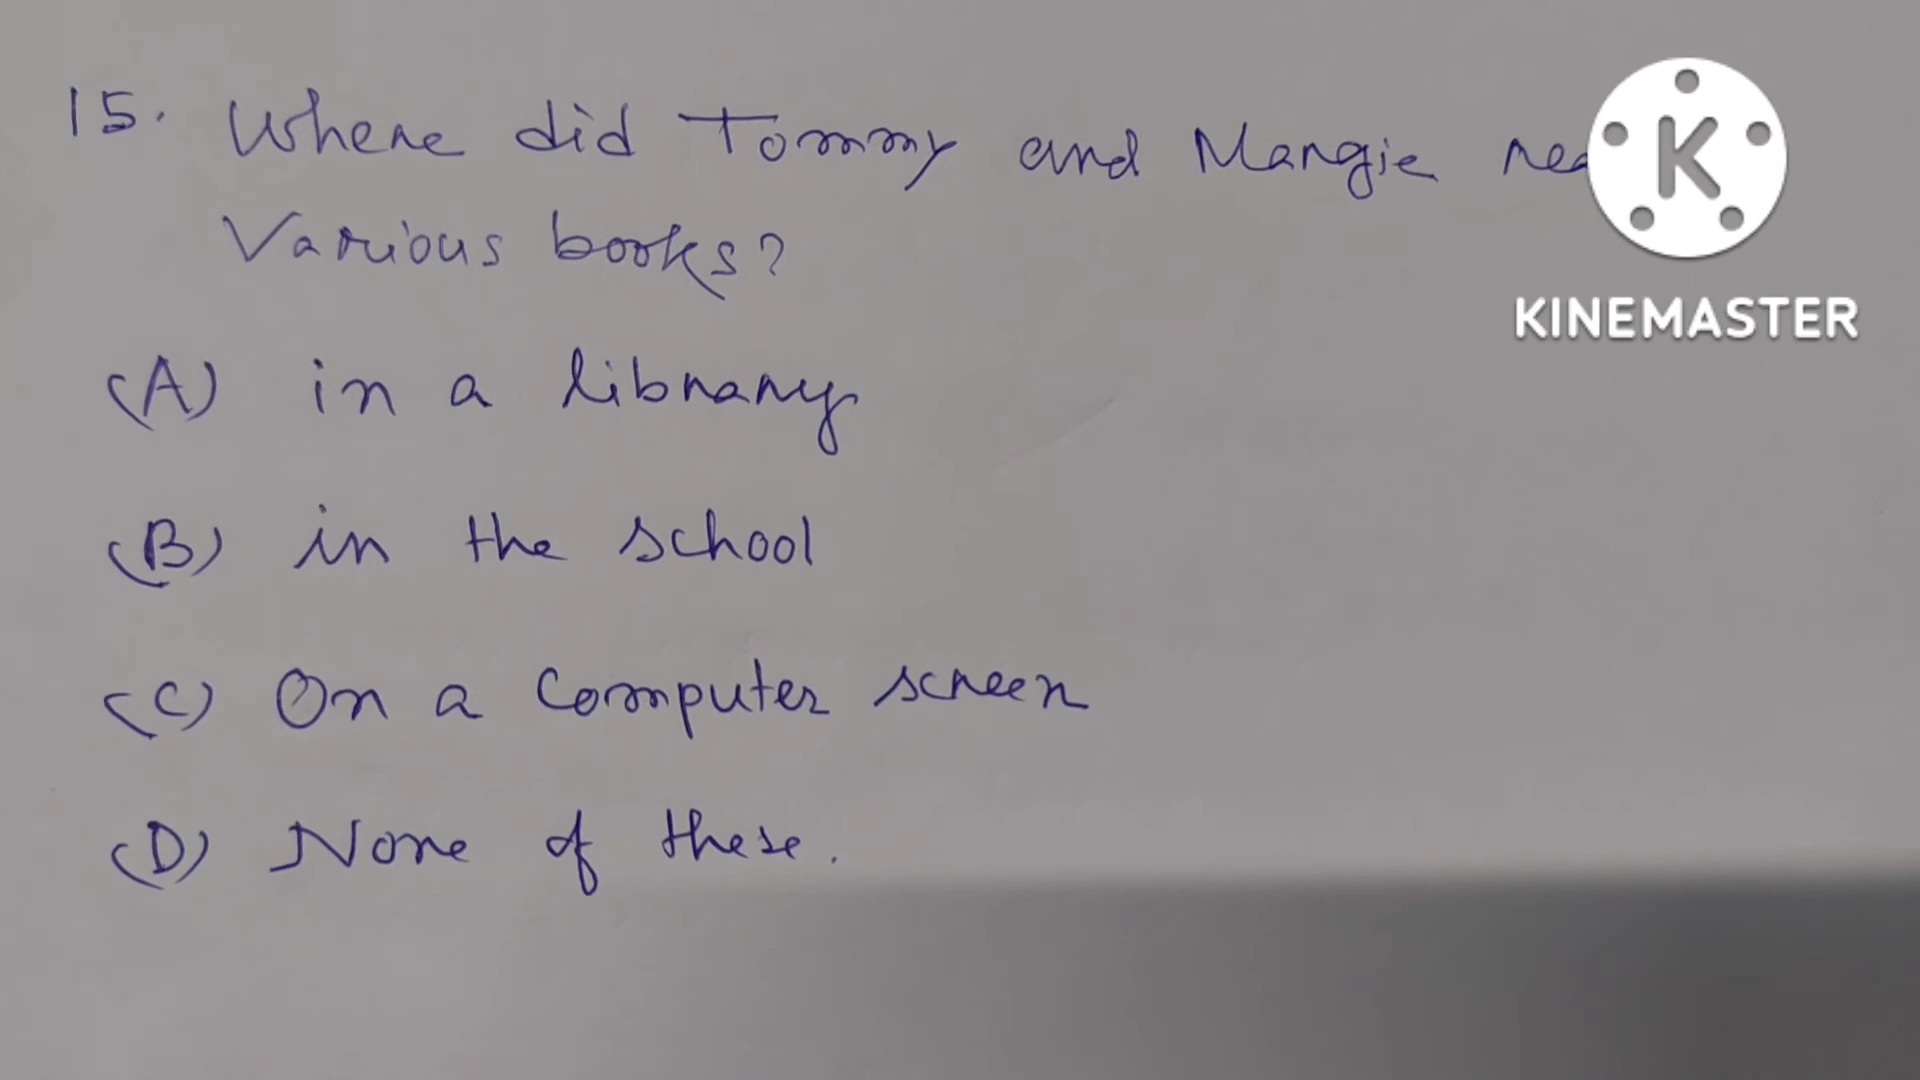 15. Where did Tommy and Margie
Various books?
(A) in a library
(B) in the school
(C) On a computer screen
(D) None of these.
K
KINEMASTER